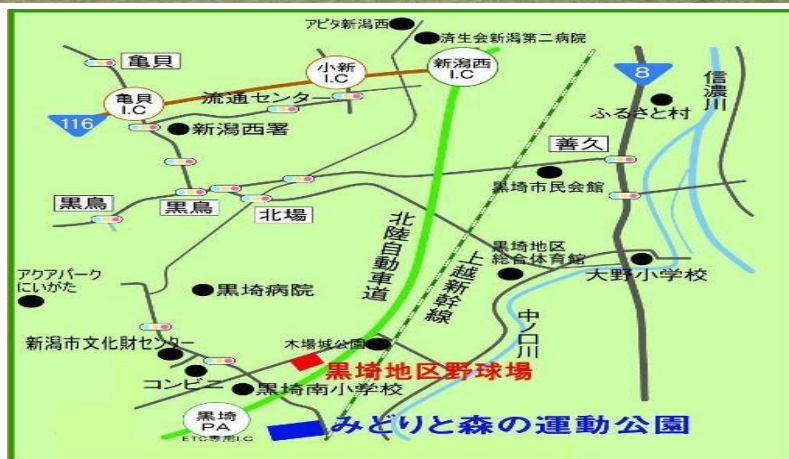 アピタ新潟西
済生会新潟第二病院
亀貝
小新
I.C
新潟西
I.C
8
信濃川
亀貝
I.C
流通センター
ふるさと村
116
新潟西署
善久
黒埼市民会館
黒鳥
黒鳥
北場
北陸自動車道
上越新幹線
黒埼地区
総合体育館
大野小学校
アクアパーク
にいがた
黒埼病院
中ノ口川
新潟市文化財センター
木場城公園
黒埼地区野球場
コンビニ
黒埼南小学校
黒埼
PA
ETC専用I.C
みどりと森の運動公園